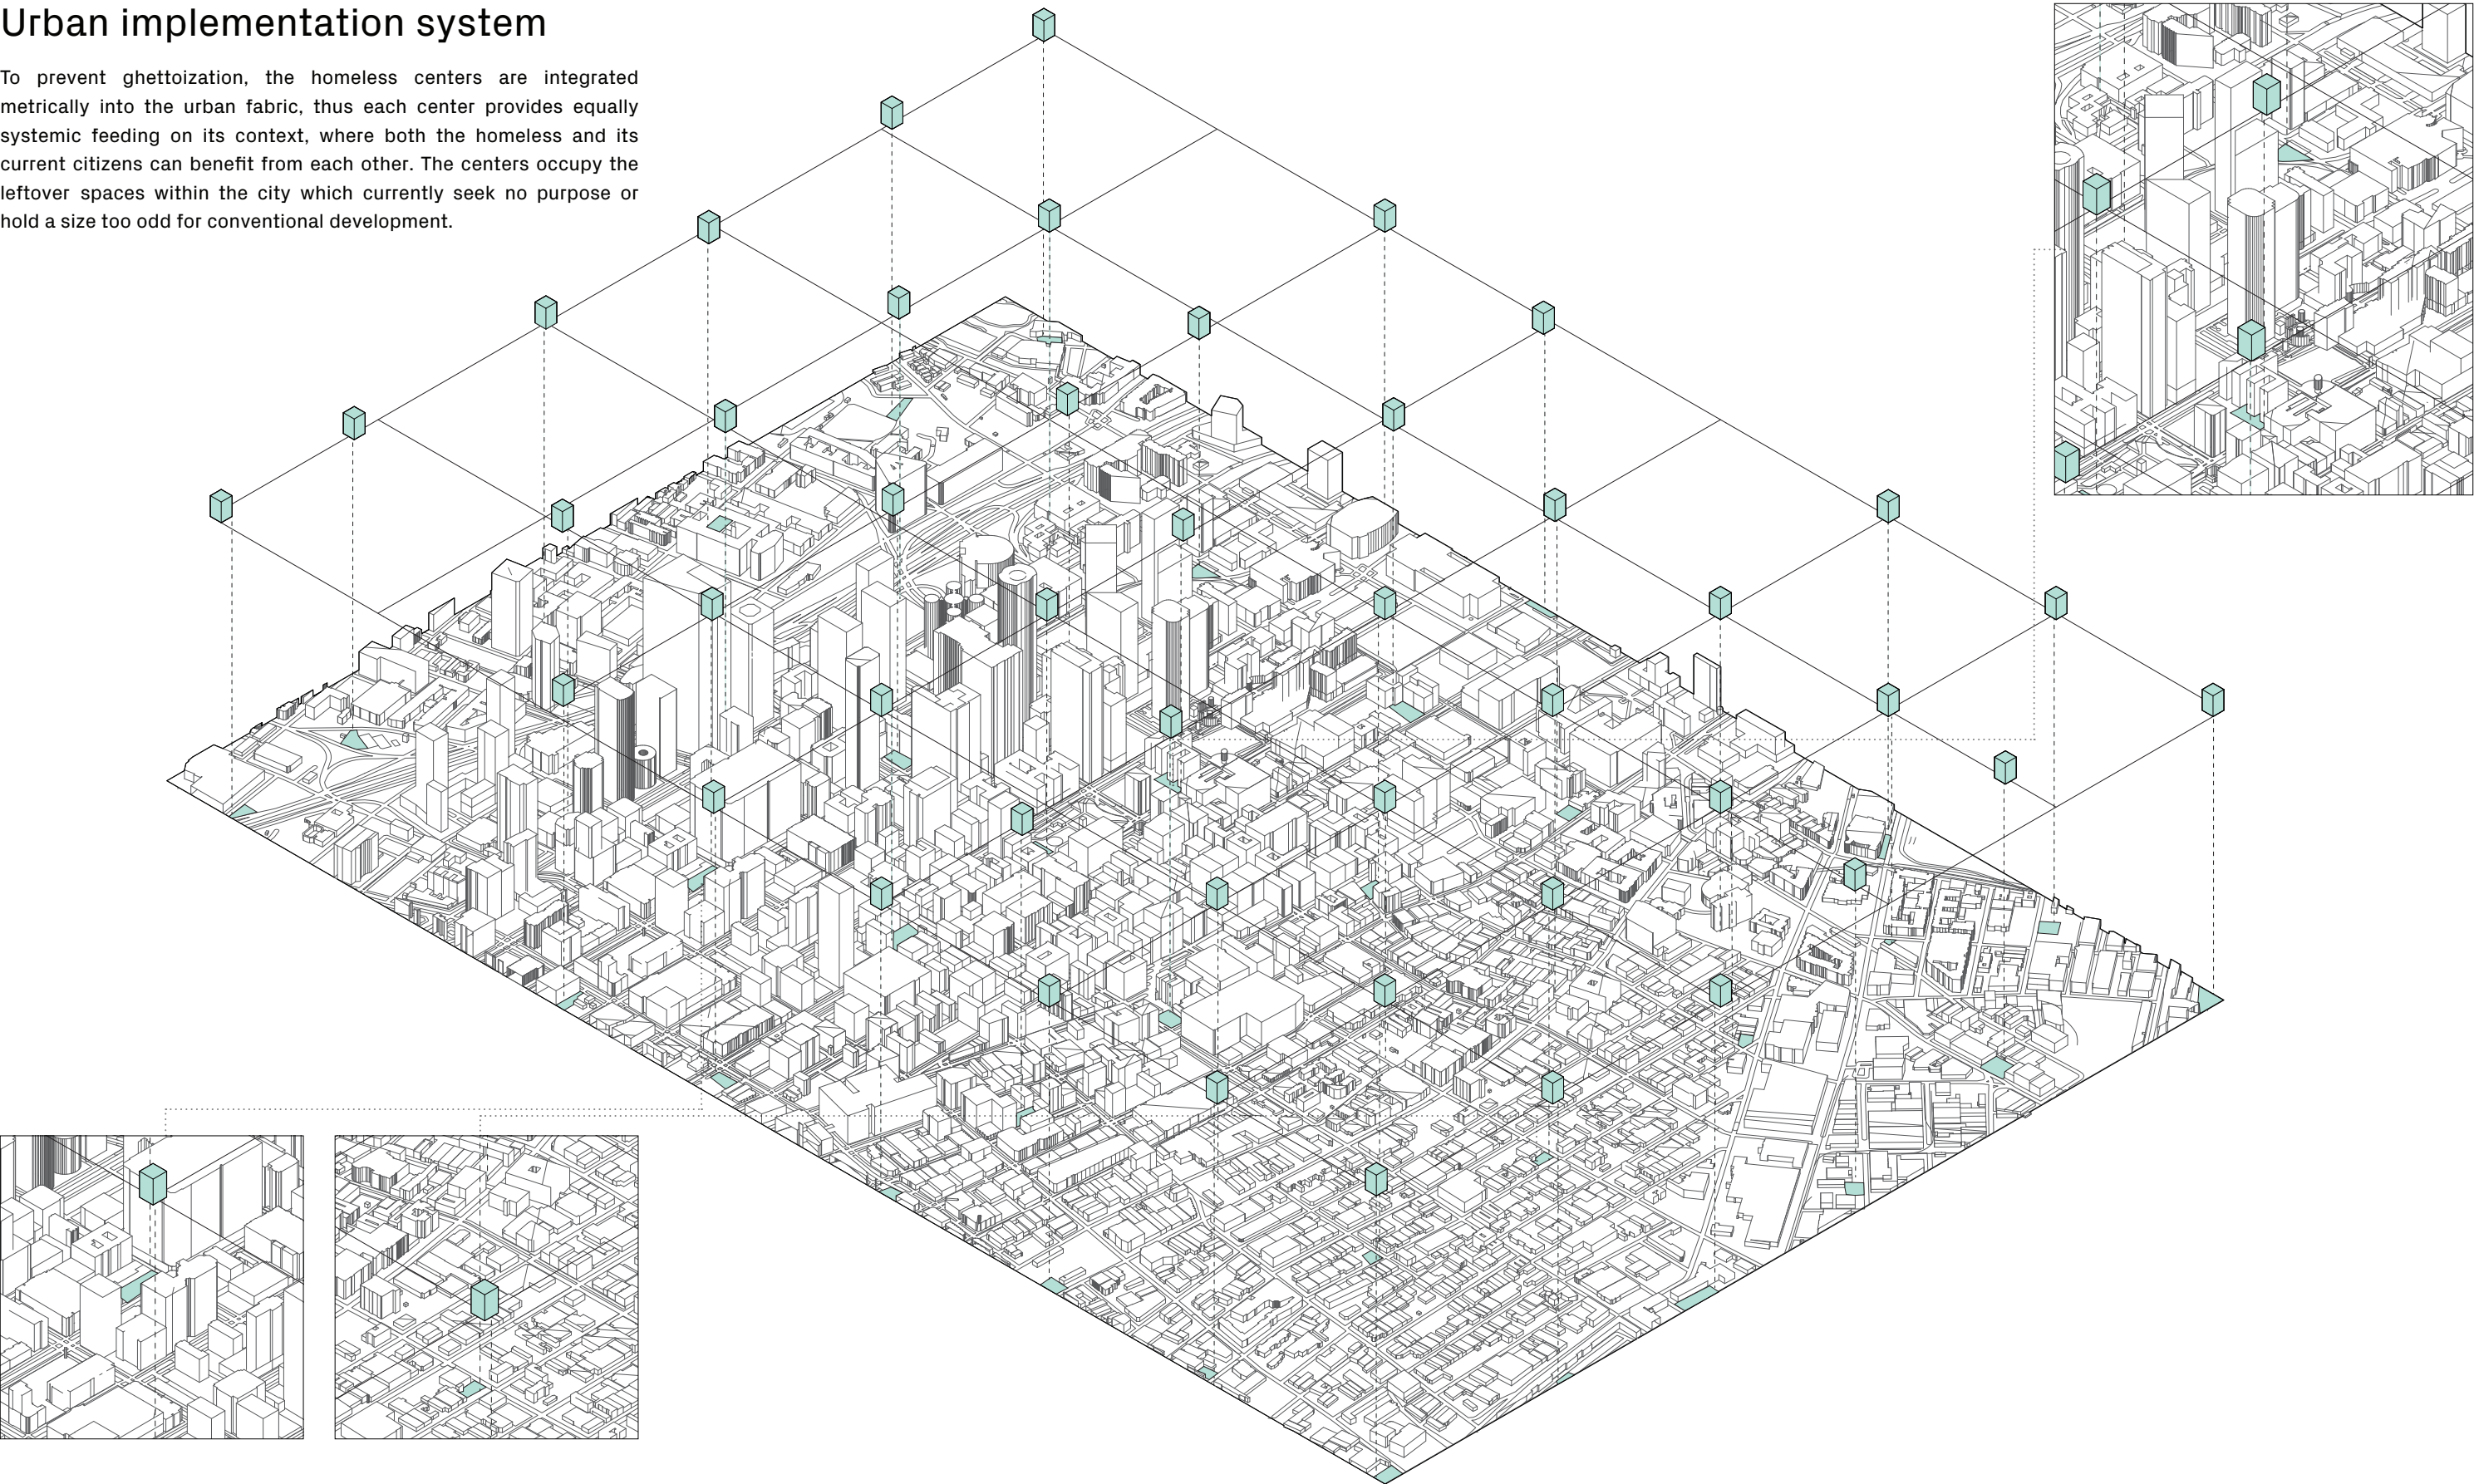 Urban implementation system
To prevent ghettoization, the homeless centers are integrated
metrically into the urban fabric, thus each center provides equally
systemic feeding on its context, where both the homeless and its
current citizens can benefit from each other. The centers occupy the
leftover spaces within the city which currently seek no purpose or
hold a size too odd for conventional development.